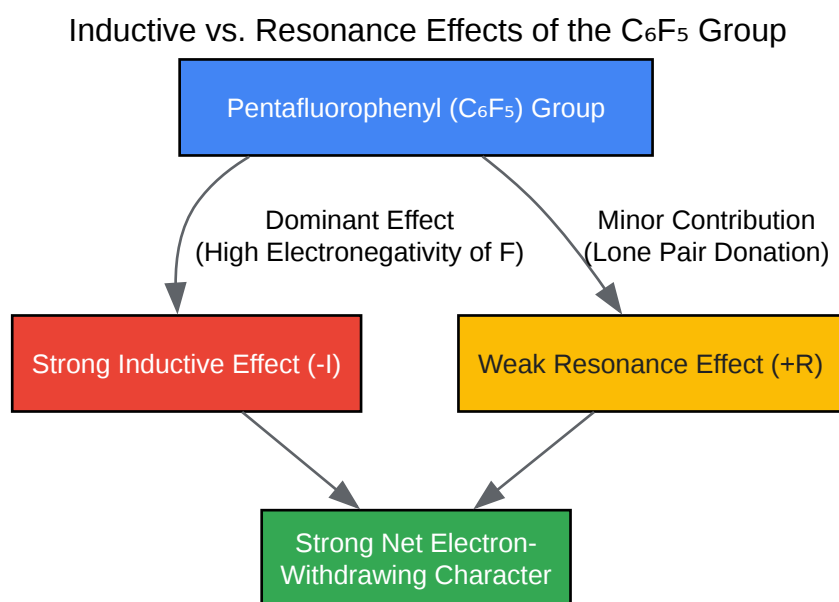 Inductive vs. Resonance Effects of the C₆F₅ Group
Pentafluorophenyl (C₆F₅) Group
Dominant Effect
(High Electronegativity of F)
Minor Contribution
(Lone Pair Donation)
Strong Inductive Effect (-I)
Weak Resonance Effect (+R)
Strong Net Electron-
Withdrawing Character